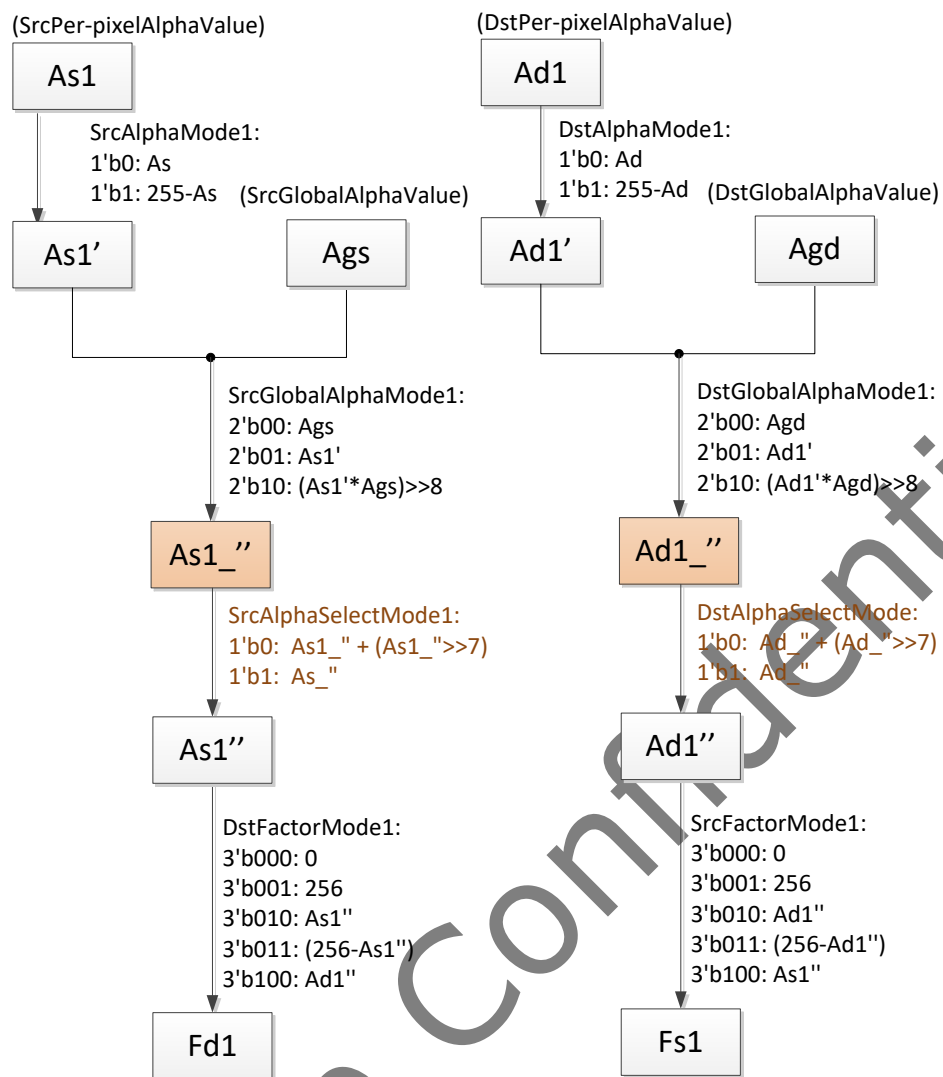 (SrcPer-pixelAlphaValue)
As1
SrcAlphaMode1:
1'b0: As
1'b1: 255-As
(SrcGlobalAlphaValue)
As1’
Ags
SrcGlobalAlphaMode1:
2'b00: Ags
2'b01: As1'
2'b10: (As1'*Ags)>>8
As1_’’
SrcAlphaSelectMode1:
1'b0: As1_" + (As1_">>7)
1'b1: As_"
As1’’
DstFactorMode1:
3'b000: 0
3'b001: 256
3'b010: As1''
3'b011: (256-As1'')
3'b100: Ad1''
Fd1
(DstPer-pixelAlphaValue)
Ad1
DstAlphaMode1:
1'b0: Ad
1'b1: 255-Ad
(DstGlobalAlphaValue)
Ad1’
Agd
DstGlobalAlphaMode1:
2'b00: Agd
2'b01: Ad1'
2'b10: (Ad1'*Agd)>>8
Ad1_’’
DstAlphaSelectMode:
1'b0: Ad_" + (Ad_">>7)
1'b1: Ad_"
Ad1’’
SrcFactorMode1:
3'b000: 0
3'b001: 256
3'b010: Ad1''
3'b011: (256-Ad1'')
3'b100: As1''
Fs1
Confidenti